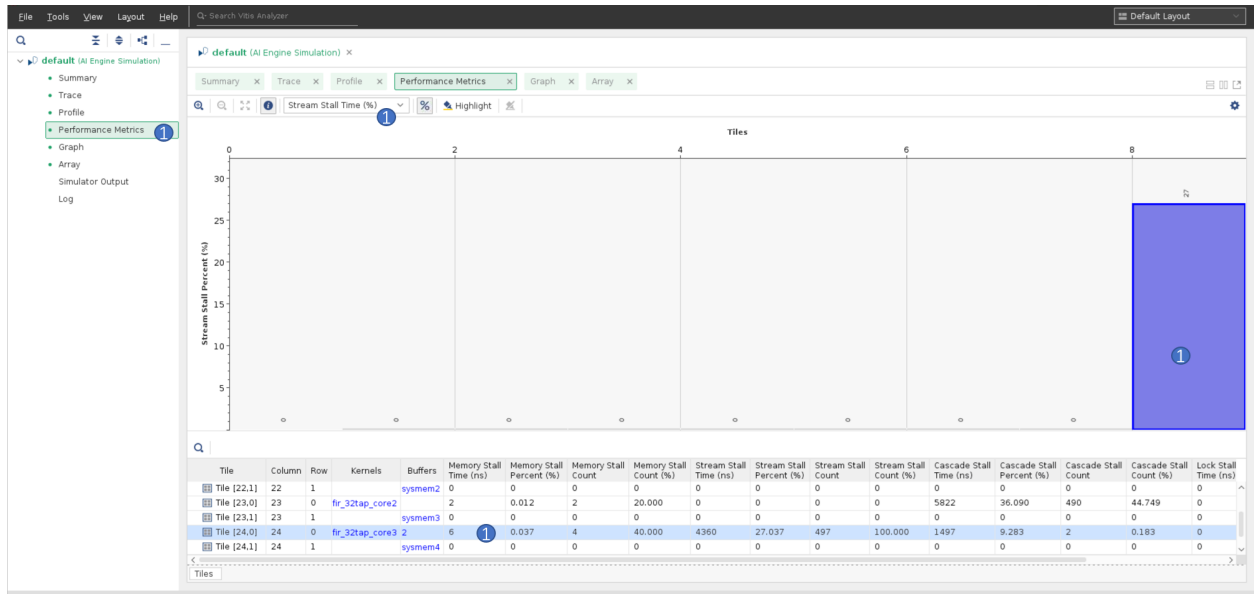 File Tools View Layout Help Search Vitis Analyzer Default Layout
default (AI Engine Simulation)
Summary
Trace
Profile
Performance Metrics 1
Graph
Array
Simulator Output
Log
default (AI Engine Simulation) ×
Summary × Trace × Profile × Performance Metrics × Graph × Array ×
Stream Stall Time (%) % Highlight
1
Tiles
0 2 4 6 8
Stream Stall Percent (%)
30
25
20
15
10
5
0 0 0 0 0 0 0 0 27
1
Tile Column Row Kernels Buffers Memory Stall Time (ns) Memory Stall Percent (%) Memory Stall Count Memory Stall Count (%) Stream Stall Time (ns) Stream Stall Percent (%) Stream Stall Count Stream Stall Count (%) Cascade Stall Time (ns) Cascade Stall Percent (%) Cascade Stall Count Cascade Stall Count (%) Lock Stall Time (ns)
Tile [22,1] 22 1 sysmem2 0 0 0 0 0 0 0 0 0 0 0 0 0
Tile [23,0] 23 0 fir_32tap_core2 2 0.012 2 20.000 0 0 0 0 5822 36.090 490 44.749 0
Tile [23,1] 23 1 sysmem3 0 0 0 0 0 0 0 0 0 0 0 0 0
Tile [24,0] 24 0 fir_32tap_core3 2 6 1 0.037 4 40.000 4360 27.037 497 100.000 1497 9.283 2 0.183 0
Tile [24,1] 24 1 sysmem4 0 0 0 0 0 0 0 0 0 0 0 0 0
Tiles